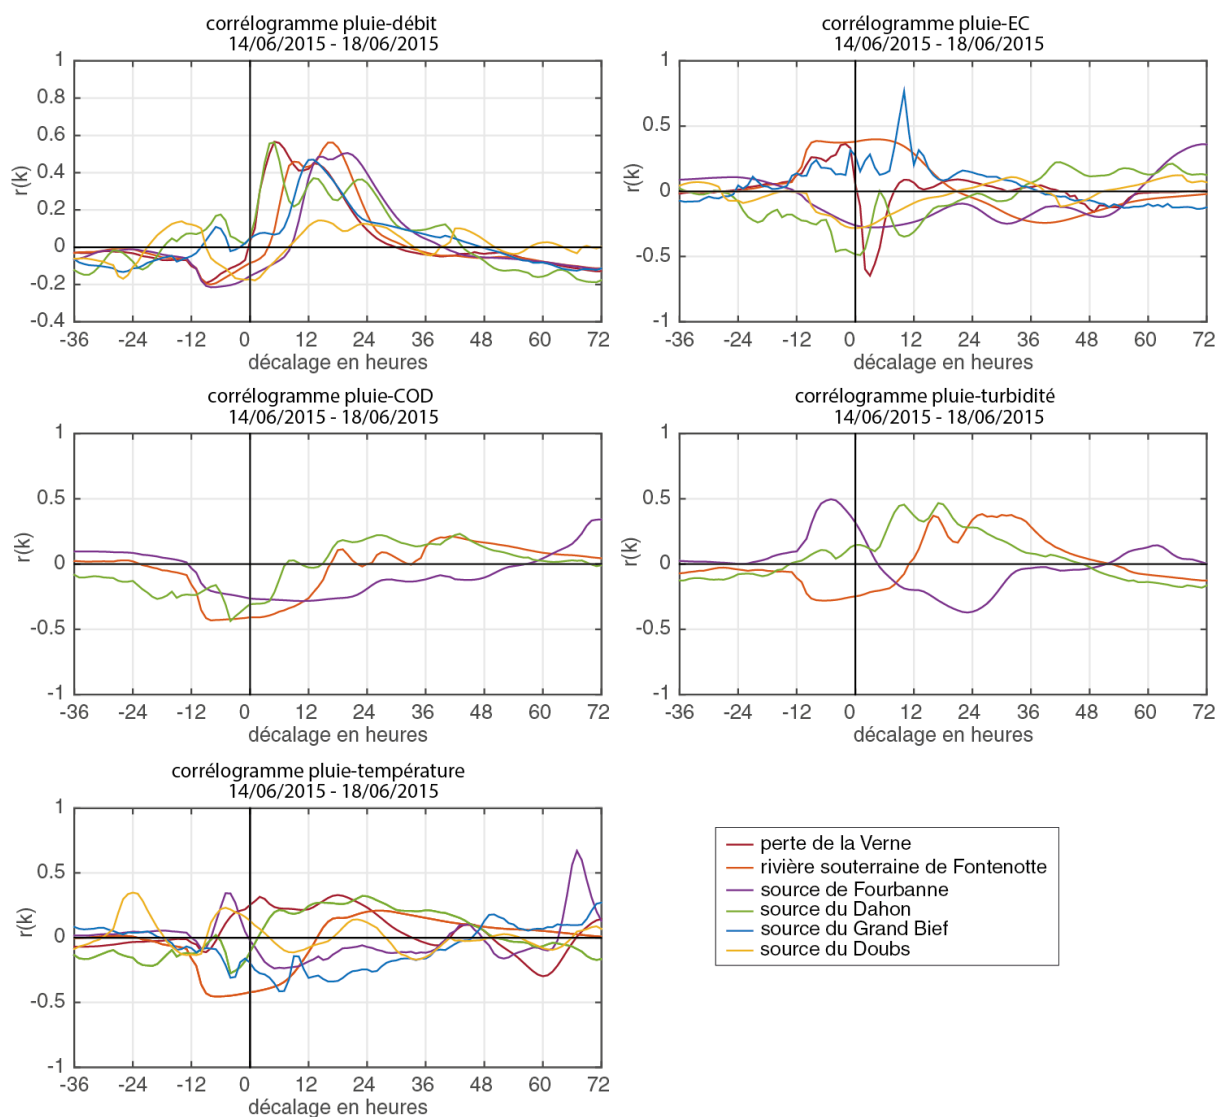 corrélogramme pluie-débit
14/06/2015 - 18/06/2015
1
0.8
0.6
0.4
0.2
0
-0.2
-0.4
r(k)
-36 -24 -12 0 12 24 36 48 60 72
décalage en heures
corrélogramme pluie-EC
14/06/2015 - 18/06/2015
1
0.5
0
-0.5
-1
r(k)
-36 -24 -12 0 12 24 36 48 60 72
décalage en heures
corrélogramme pluie-COD
14/06/2015 - 18/06/2015
1
0.5
0
-0.5
-1
r(k)
-36 -24 -12 0 12 24 36 48 60 72
décalage en heures
corrélogramme pluie-turbidité
14/06/2015 - 18/06/2015
1
0.5
0
-0.5
-1
r(k)
-36 -24 -12 0 12 24 36 48 60 72
décalage en heures
corrélogramme pluie-température
14/06/2015 - 18/06/2015
1
0.5
0
-0.5
-1
r(k)
-36 -24 -12 0 12 24 36 48 60 72
décalage en heures
perte de la Verne
rivière souterraine de Fontenotte
source de Fourbanne
source du Dahon
source du Grand Bief
source du Doubs